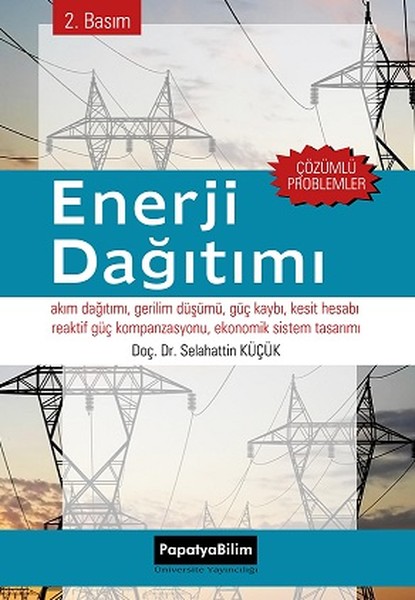 2. Basım
ÇÖZÜMLÜ
PROBLEMLER
Enerji
Dağıtımı
akım dağıtımı, gerilim düşümü, güç kaybı, kesit hesabı
reaktif güç kompanzasyonu, ekonomik sistem tasarımı
Doç. Dr. Selahattin KÜÇÜK
PapatyaBilim
Üniversite Yayıncılığı